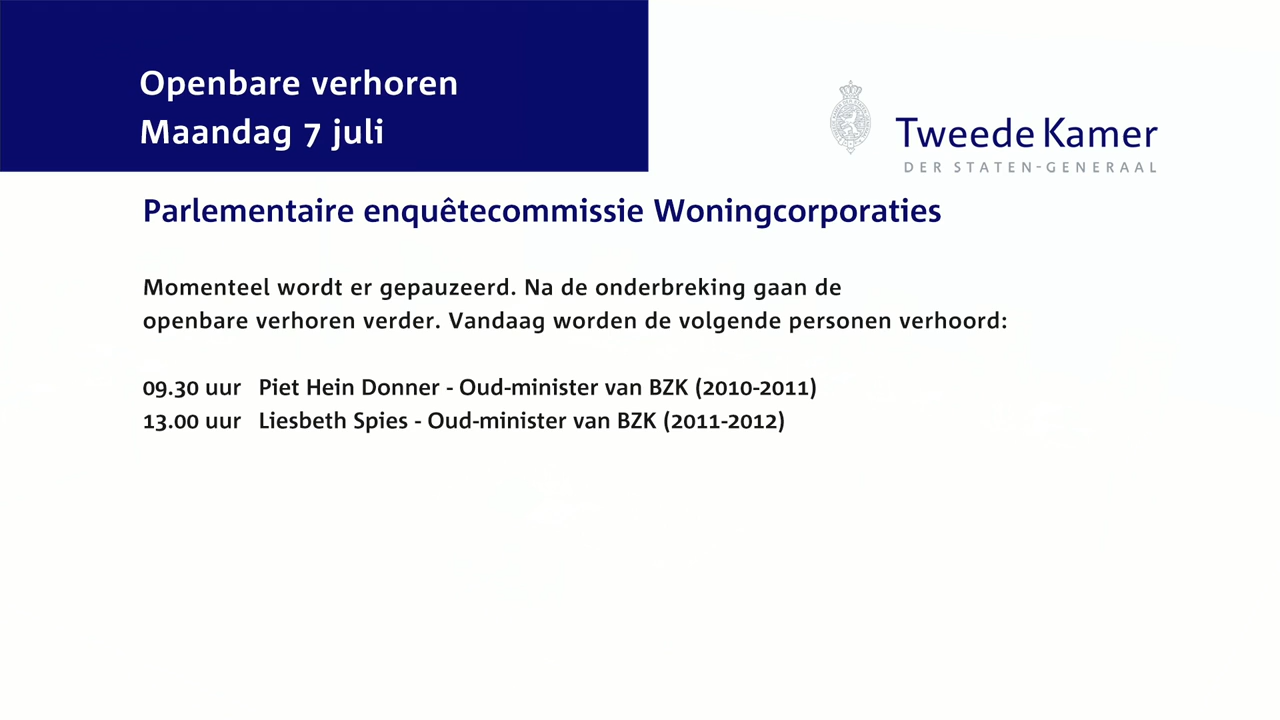 Openbare verhoren
Maandag 7 juli
Tweede Kamer
DER STATEN-GENERAAL
Parlementaire enquêtecommissie Woningcorporaties
Momenteel wordt er gepauzeerd. Na de onderbreking gaan de
openbare verhoren verder. Vandaag worden de volgende personen verhoord:
09.30 uur Piet Hein Donner - Oud-minister van BZK (2010-2011)
13.00 uur Liesbeth Spies - Oud-minister van BZK (2011-2012)